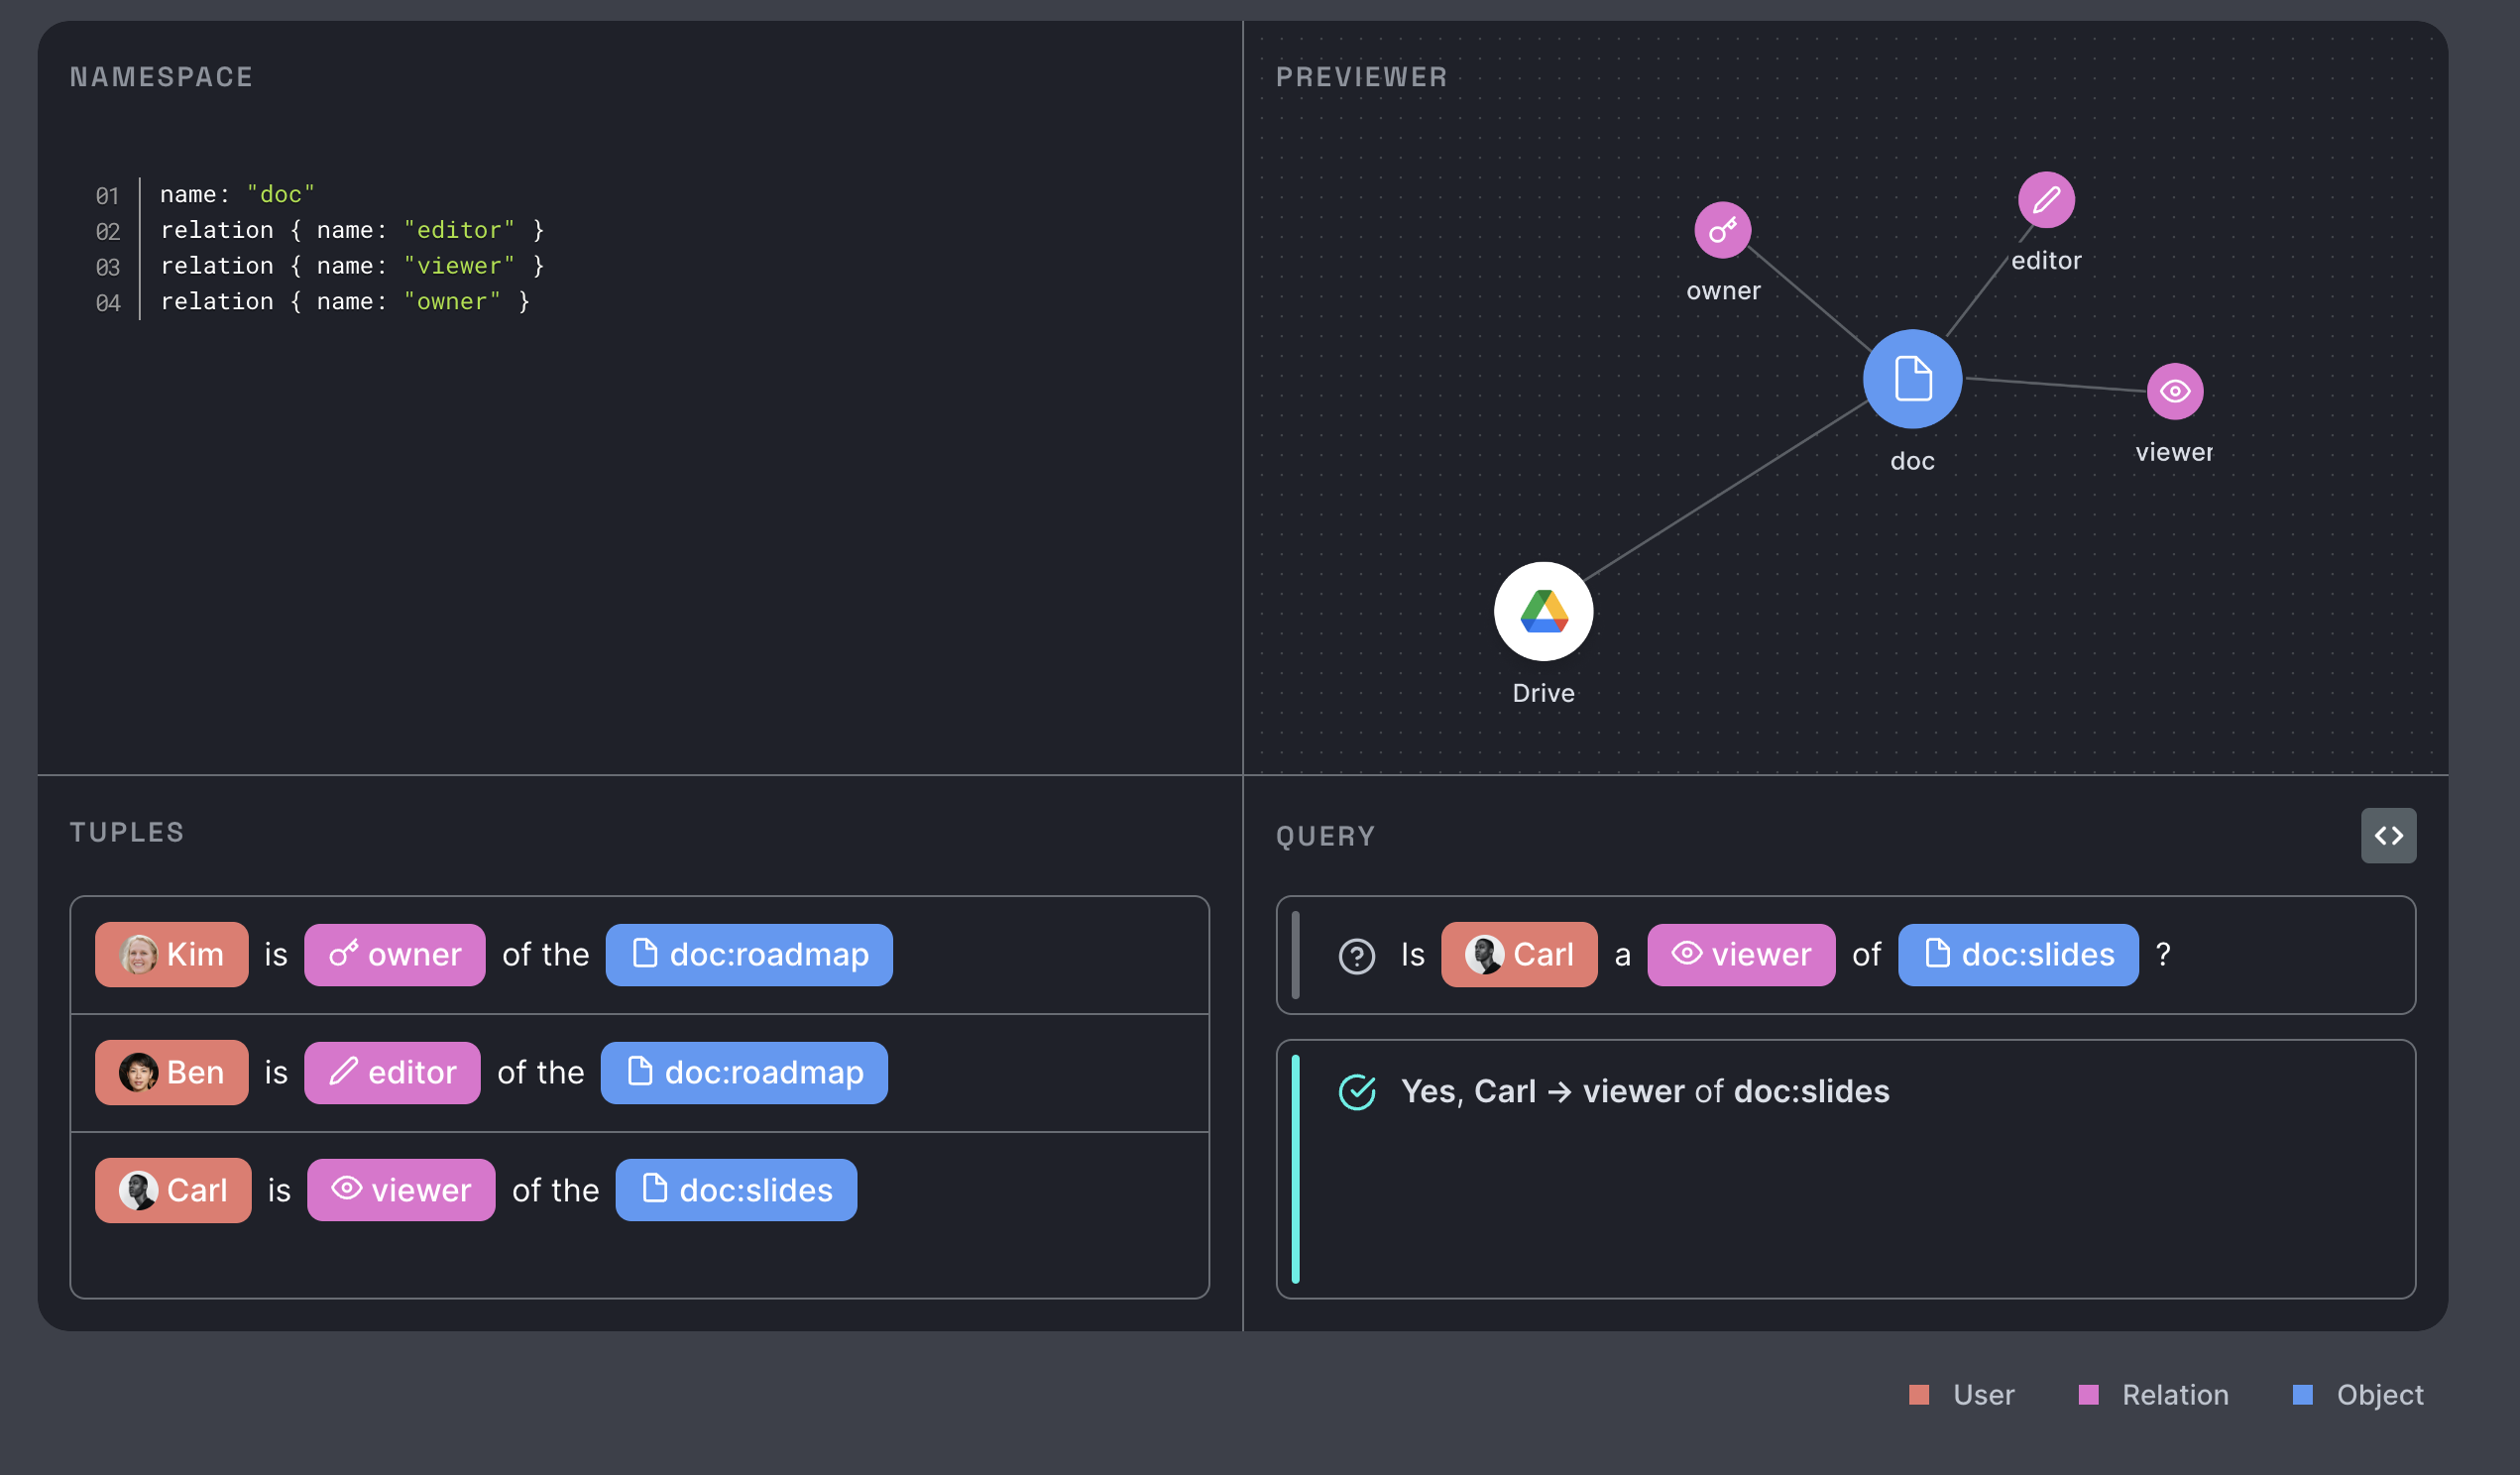 NAMESPACE
01 name: "doc"
02 relation { name: "editor" }
03 relation { name: "viewer" }
04 relation { name: "owner" }
PREVIEWER
owner
editor
doc
viewer
Drive
TUPLES
Kim is owner of the doc:roadmap
Ben is editor of the doc:roadmap
Carl is viewer of the doc:slides
QUERY
Is Carl a viewer of doc:slides ?
Yes, Carl → viewer of doc:slides
User Relation Object